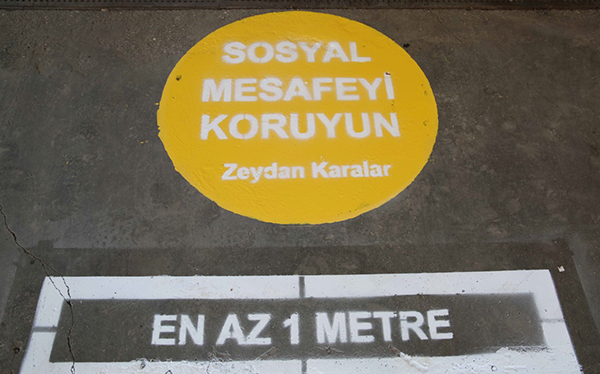 SOSYAL
MESAFEYİ
KORUYUN
Zeydan Karalar
EN AZ 1 METRE